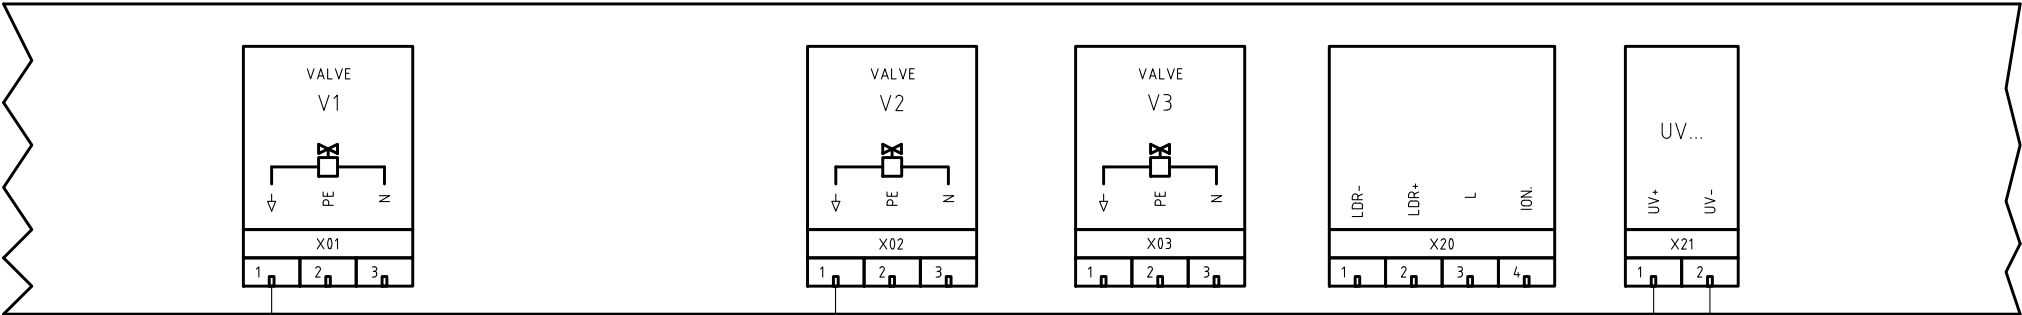 VALVE
V1
PE
N
X01
1 2 3
VALVE
V2
PE
N
X02
1 2 3
VALVE
V3
PE
N
X03
1 2 3
LDR-
LDR+
L
ION.
X20
1 2 3 4
UV...
UV+
UV-
X21
1 2